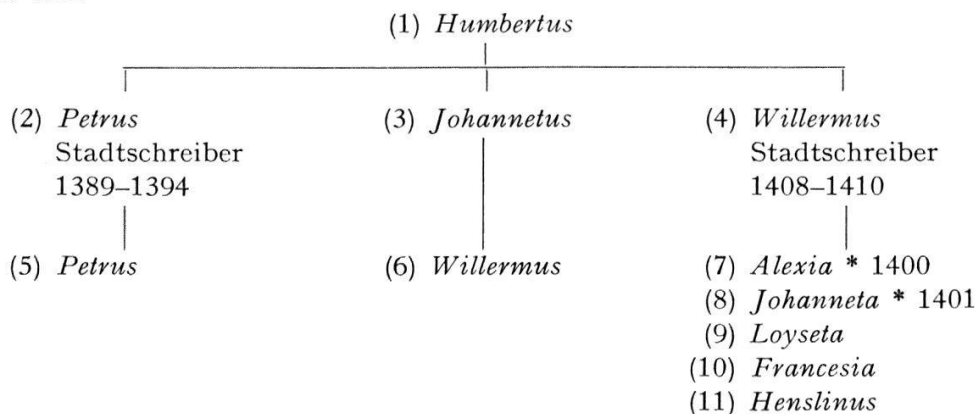 (1) Humbertus
(2) Petrus
Stadtschreiber
1389–1394
(3) Johannetus
(4) Willermus
Stadtschreiber
1408–1410
(5) Petrus
(6) Willermus
(7) Alexia * 1400
(8) Johanneta * 1401
(9) Loyseta
(10) Francesia
(11) Henslinus